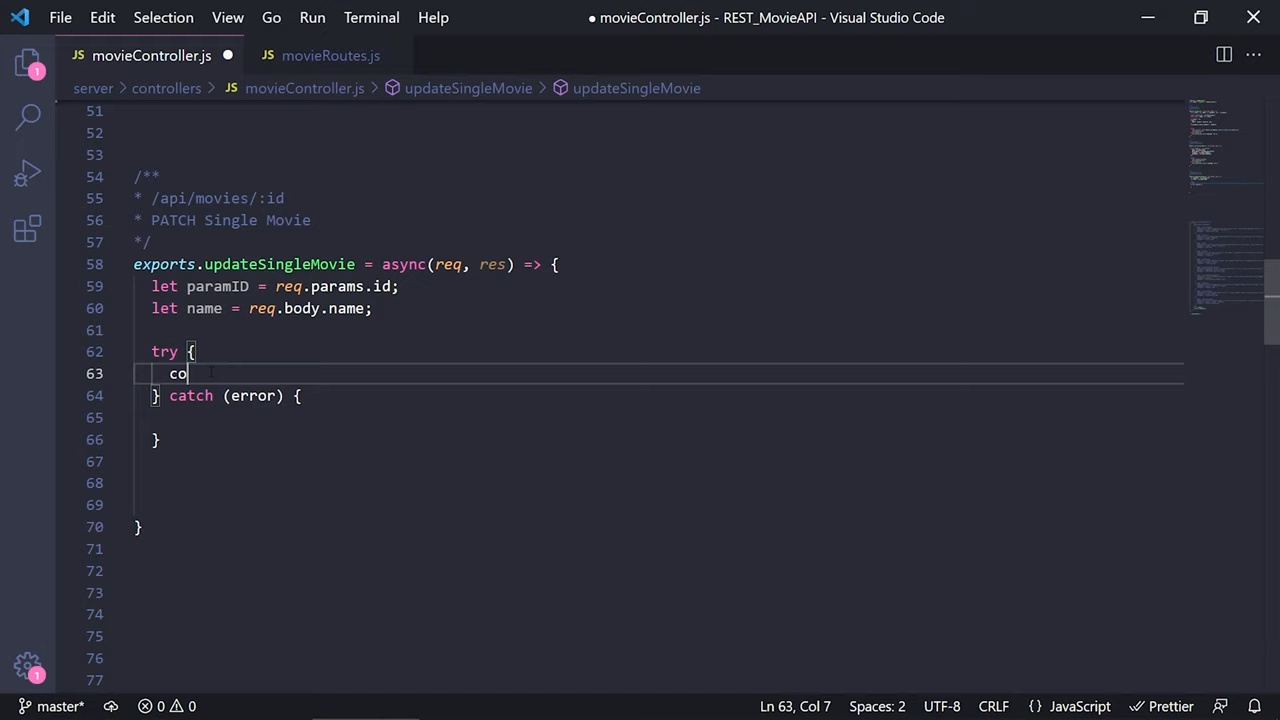 File Edit Selection View Go Run Terminal Help
● movieController.js - REST_MovieAPI - Visual Studio Code
JS movieController.js ●
JS movieRoutes.js
server > controllers > JS movieController.js > updateSingleMovie > updateSingleMovie
1
51
52
53
54 /**
55 * /api/movies/:id
56 * PATCH Single Movie
57 */
58 exports.updateSingleMovie = async(req, res) => {
59 let paramID = req.params.id;
60 let name = req.body.name;
61
62 try {
63 co
64 } catch (error) {
65
66 }
67
68
69
70 }
71
72
73
74
75
76
77
1
master* 0 0 Ln 63, Col 7 Spaces: 2 UTF-8 CRLF {} JavaScript Prettier